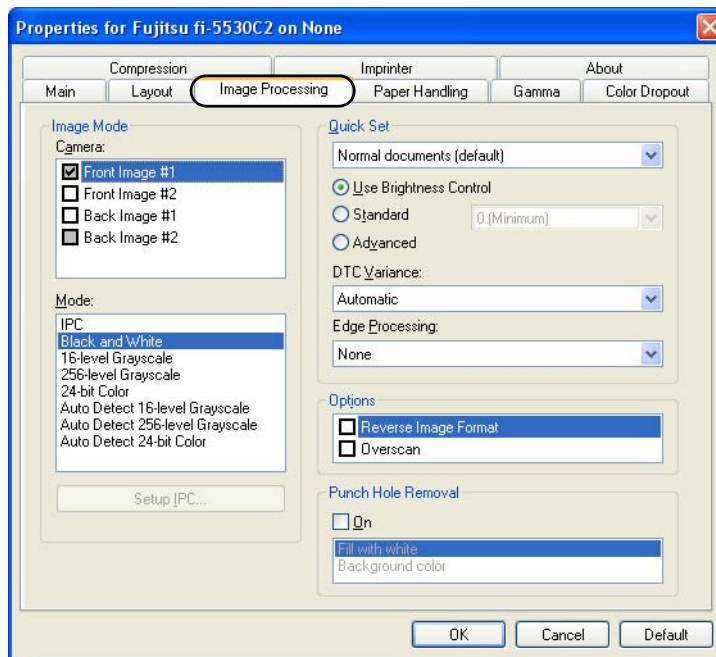 Properties for Fujitsu fi-5530C2 on None
Compression
Imprinter
About
Main
Layout
Image Processing
Paper Handling
Gamma
Color Dropout
Image Mode
Camera:
Front Image #1
Front Image #2
Back Image #1
Back Image #2
Mode:
IPC
Black and White
16-level Grayscale
256-level Grayscale
24-bit Color
Auto Detect 16-level Grayscale
Auto Detect 256-level Grayscale
Auto Detect 24-bit Color
Setup IPC...
Quick Set
Normal documents (default)
Use Brightness Control
Standard
0 (Minimum)
Advanced
DTC Variance:
Automatic
Edge Processing:
None
Options
Reverse Image Format
Overscan
Punch Hole Removal
On
Fill with white
Background color
OK
Cancel
Default